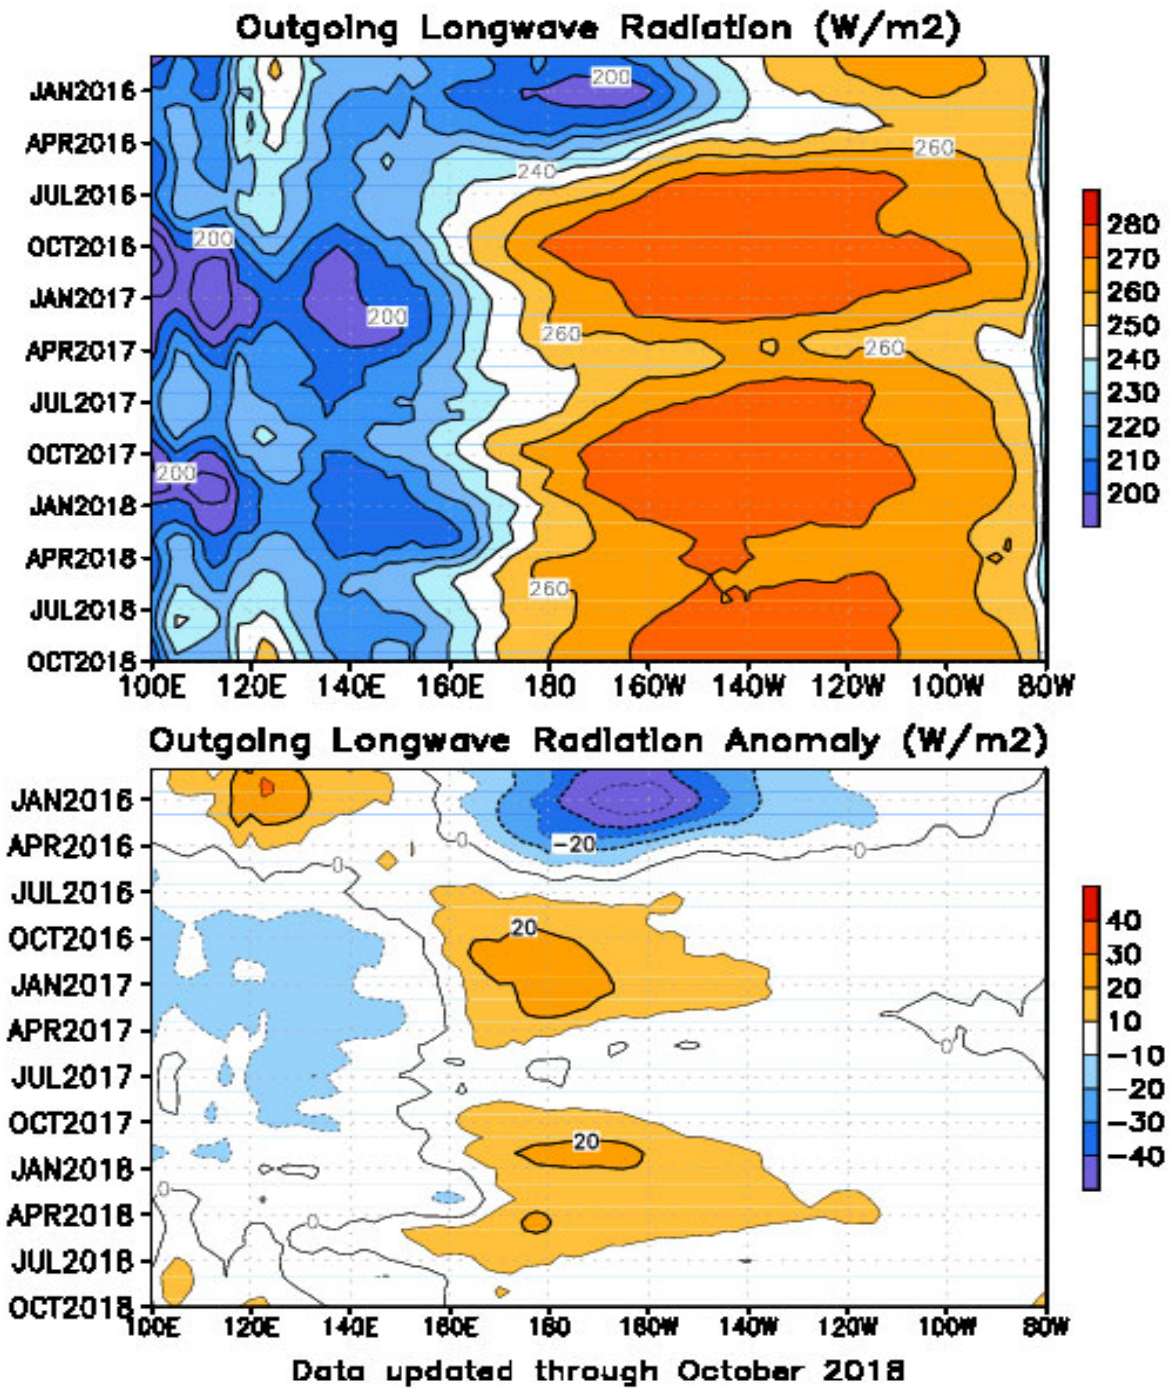 Outgoing Longwave Radiation (W/m2)
JAN2016
APR2016
JUL2016
OCT2016
JAN2017
APR2017
JUL2017
OCT2017
JAN2018
APR2018
JUL2018
OCT2018
200
240
260
200
200
260
260
200
260
280
270
260
250
240
230
220
210
200
100E 120E 140E 160E 180 160W 140W 120W 100W 80W
Outgoing Longwave Radiation Anomaly (W/m2)
JAN2016
APR2016
JUL2016
OCT2016
JAN2017
APR2017
JUL2017
OCT2017
JAN2018
APR2018
JUL2018
OCT2018
0
-20
0
0
20
0
20
0
0
40
30
20
10
-10
-20
-30
-40
100E 120E 140E 160E 180 160W 140W 120W 100W 80W
Data updated through October 2018